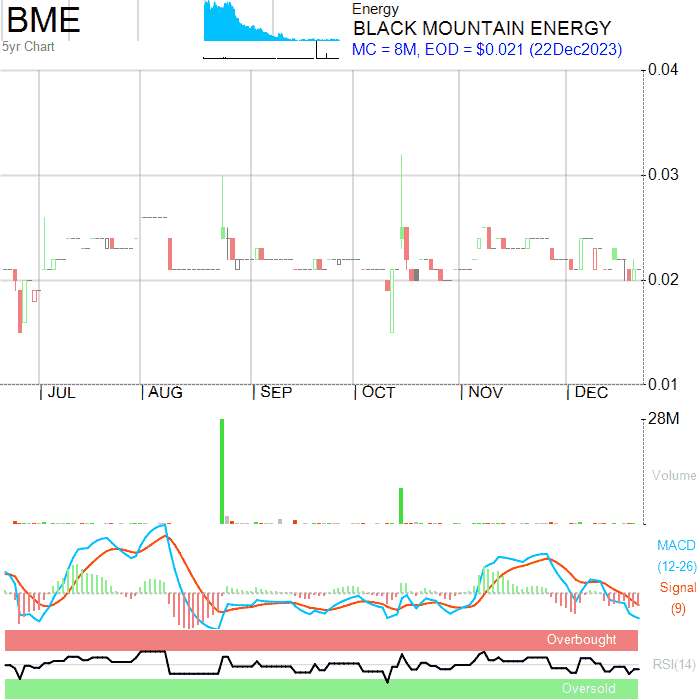 BME
5yr Chart
Energy
BLACK MOUNTAIN ENERGY
MC = 8M, EOD = $0.021 (22Dec2023)
0.04
0.03
0.02
0.01
JUL AUG SEP OCT NOV DEC
28M
Volume
MACD
(12-26)
Signal
(9)
Overbought
RSI(14)
Oversold